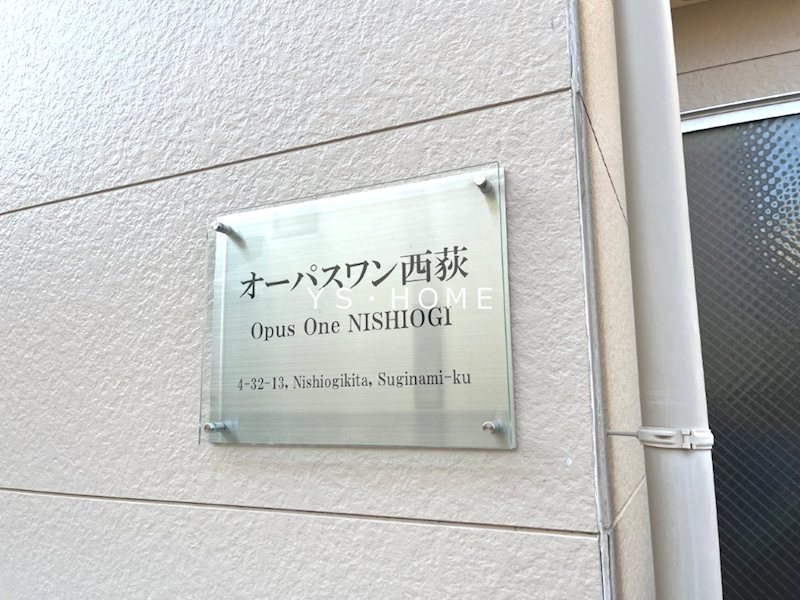 オーパスワン西荻
YS・HOME
Opus One NISHIOGI
4-32-13, Nishiogikita, Suginami-ku